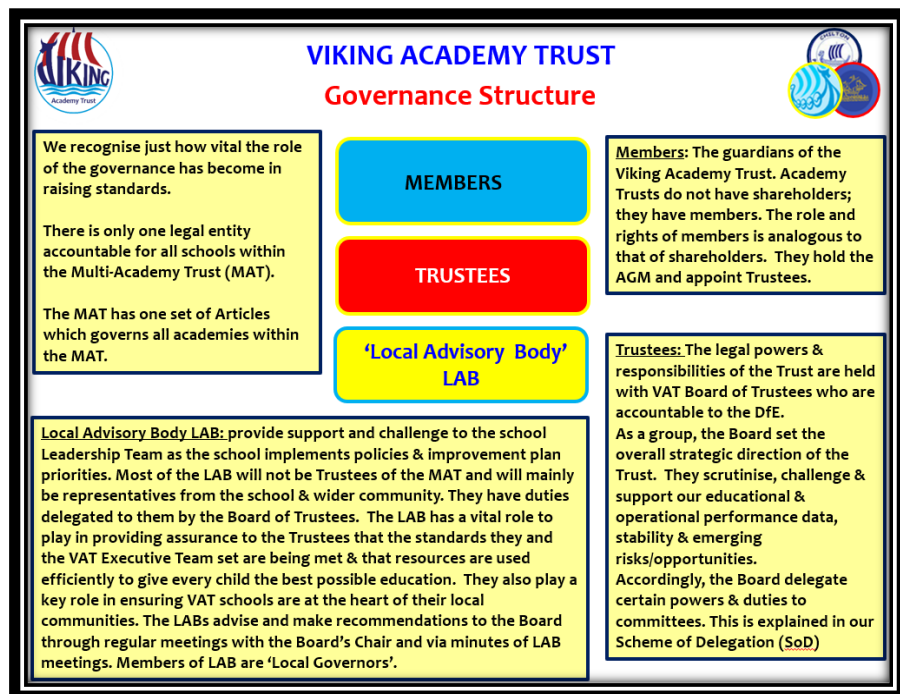 VIKING
Academy Trust
VIKING ACADEMY TRUST
Governance Structure
CHILTON
We recognise just how vital the role
of the governance has become in
raising standards.
There is only one legal entity
accountable for all schools within
the Multi-Academy Trust (MAT).
The MAT has one set of Articles
which governs all academies within
the MAT.
MEMBERS
TRUSTEES
‘Local Advisory Body’
LAB
Members: The guardians of the
Viking Academy Trust. Academy
Trusts do not have shareholders;
they have members. The role and
rights of members is analogous to
that of shareholders. They hold the
AGM and appoint Trustees.
Trustees: The legal powers &
responsibilities of the Trust are held
with VAT Board of Trustees who are
accountable to the DfE.
As a group, the Board set the
overall strategic direction of the
Trust. They scrutinise, challenge &
support our educational &
operational performance data,
stability & emerging
risks/opportunities.
Accordingly, the Board delegate
certain powers & duties to
committees. This is explained in our
Scheme of Delegation (SoD)
Local Advisory Body LAB: provide support and challenge to the school
Leadership Team as the school implements policies & improvement plan
priorities. Most of the LAB will not be Trustees of the MAT and will mainly
be representatives from the school & wider community. They have duties
delegated to them by the Board of Trustees. The LAB has a vital role to
play in providing assurance to the Trustees that the standards they and
the VAT Executive Team set are being met & that resources are used
efficiently to give every child the best possible education. They also play a
key role in ensuring VAT schools are at the heart of their local
communities. The LABs advise and make recommendations to the Board
through regular meetings with the Board’s Chair and via minutes of LAB
meetings. Members of LAB are ‘Local Governors’.